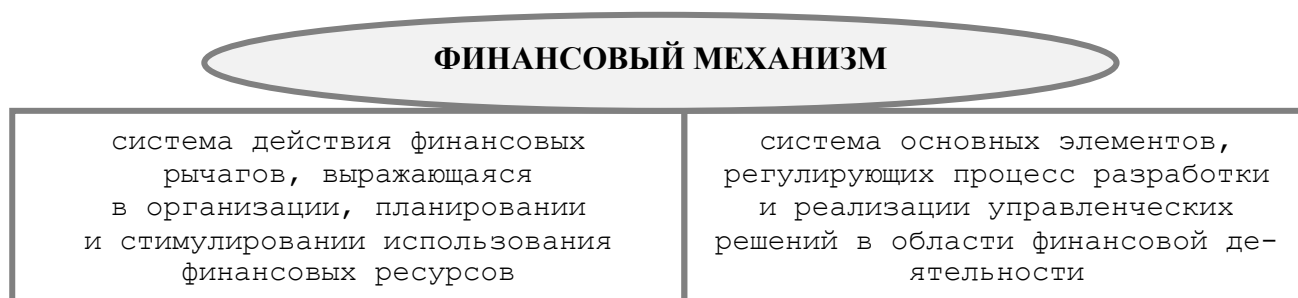 ФИНАНСОВЫЙ МЕХАНИЗМ
система действия финансовых
рычагов, выражающаяся
в организации, планировании
и стимулировании использования
финансовых ресурсов
система основных элементов,
регулирующих процесс разработки
и реализации управленческих
решений в области финансовой де-
ятельности